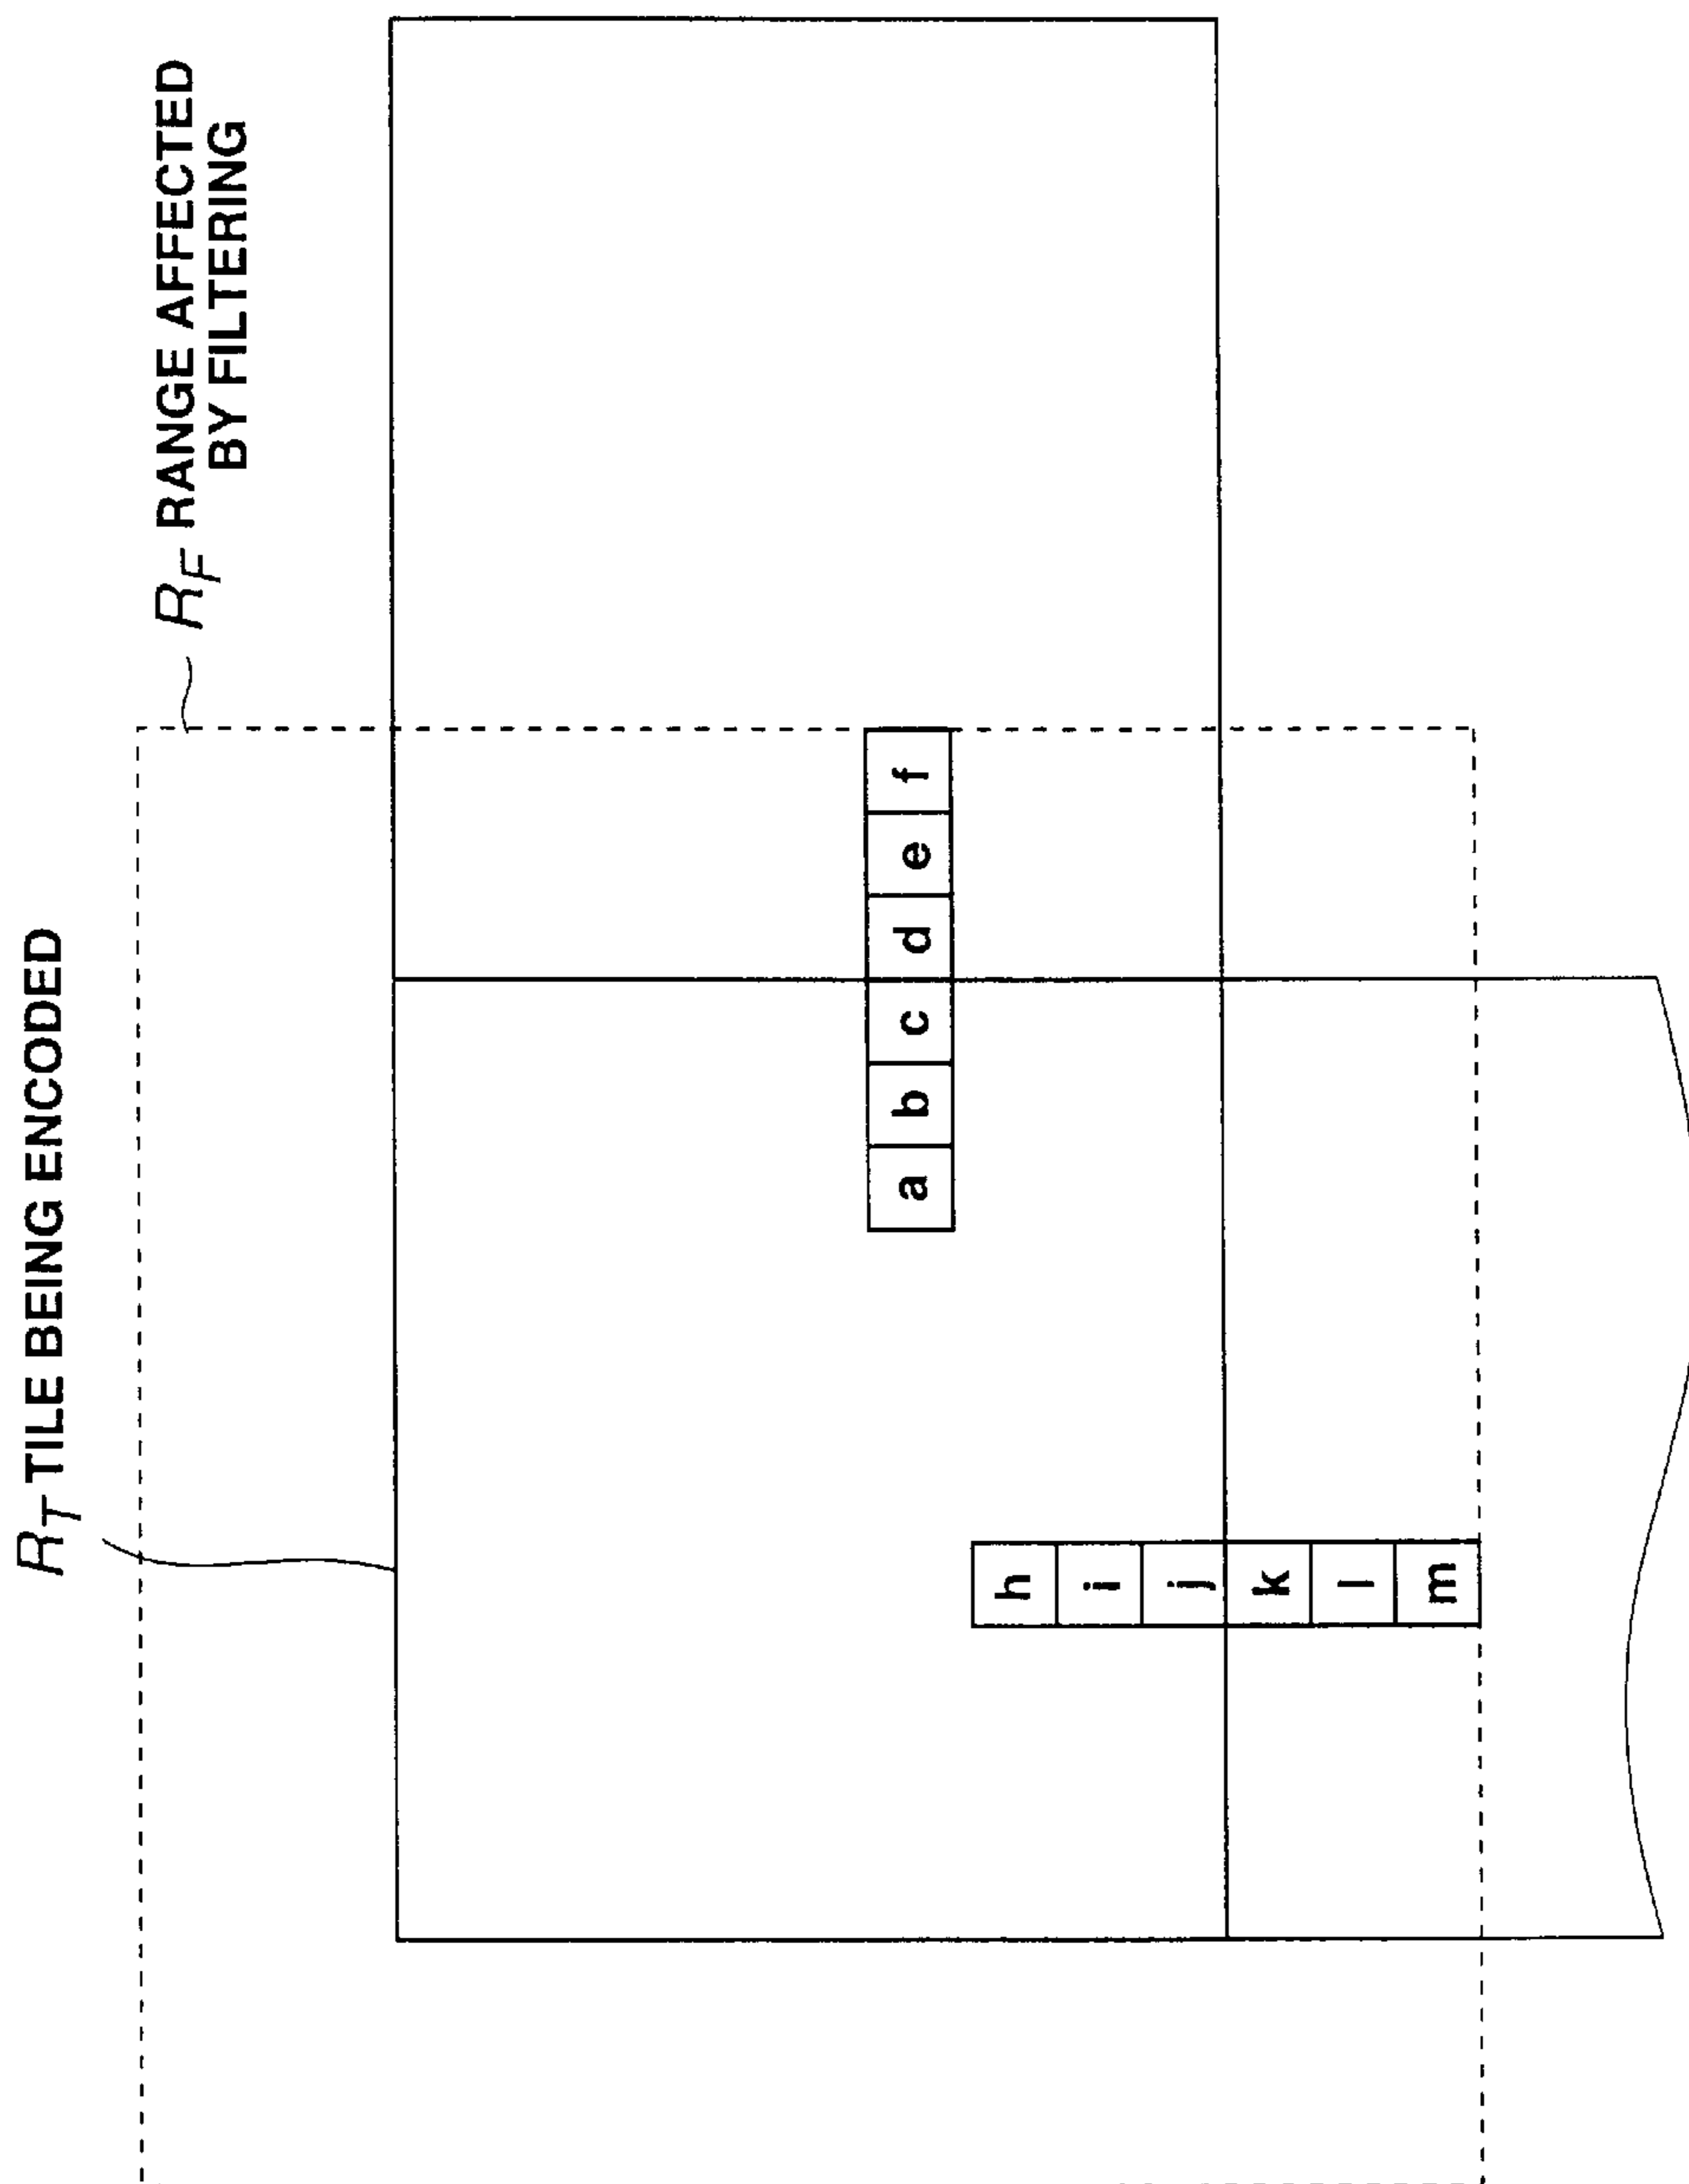 R_T TILE BEING ENCODED
R_F RANGE AFFECTED
BY FILTERING
a b c d e f
h
i
j
k
l
m